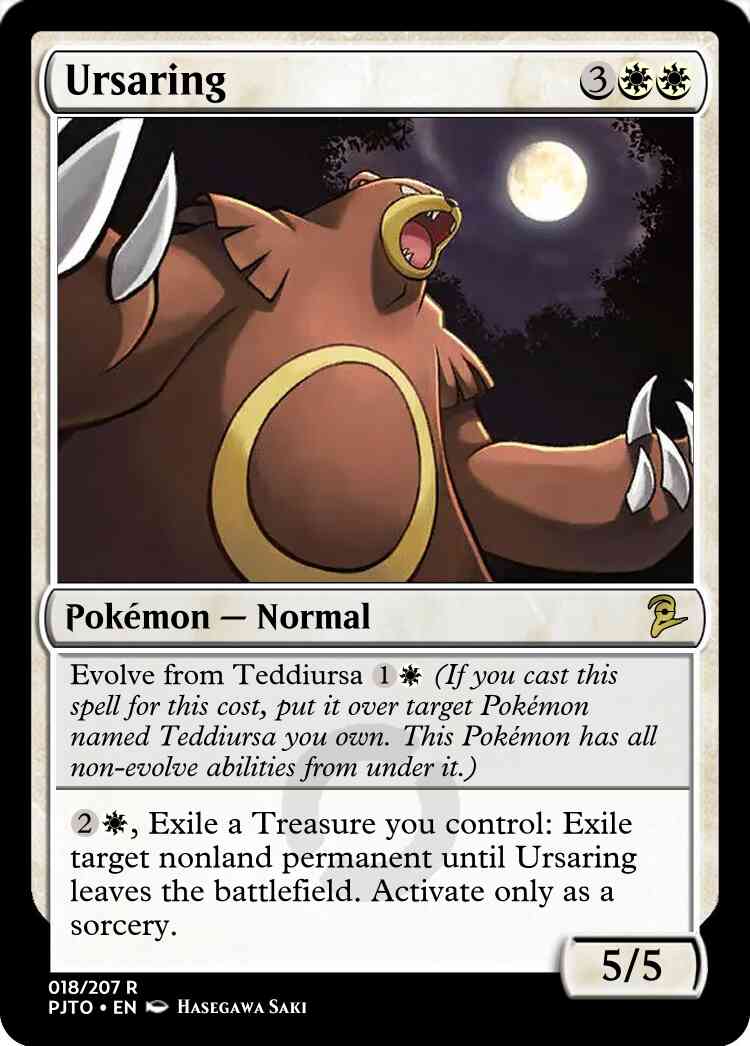 Ursaring 3
Pokémon — Normal
Evolve from Teddiursa 1 (If you cast this
spell for this cost, put it over target Pokémon
named Teddiursa you own. This Pokémon has all
non-evolve abilities from under it.)
2, Exile a Treasure you control: Exile
target nonland permanent until Ursaring
leaves the battlefield. Activate only as a
sorcery.
5/5
018/207 R
PJTO • EN Hasegawa Saki